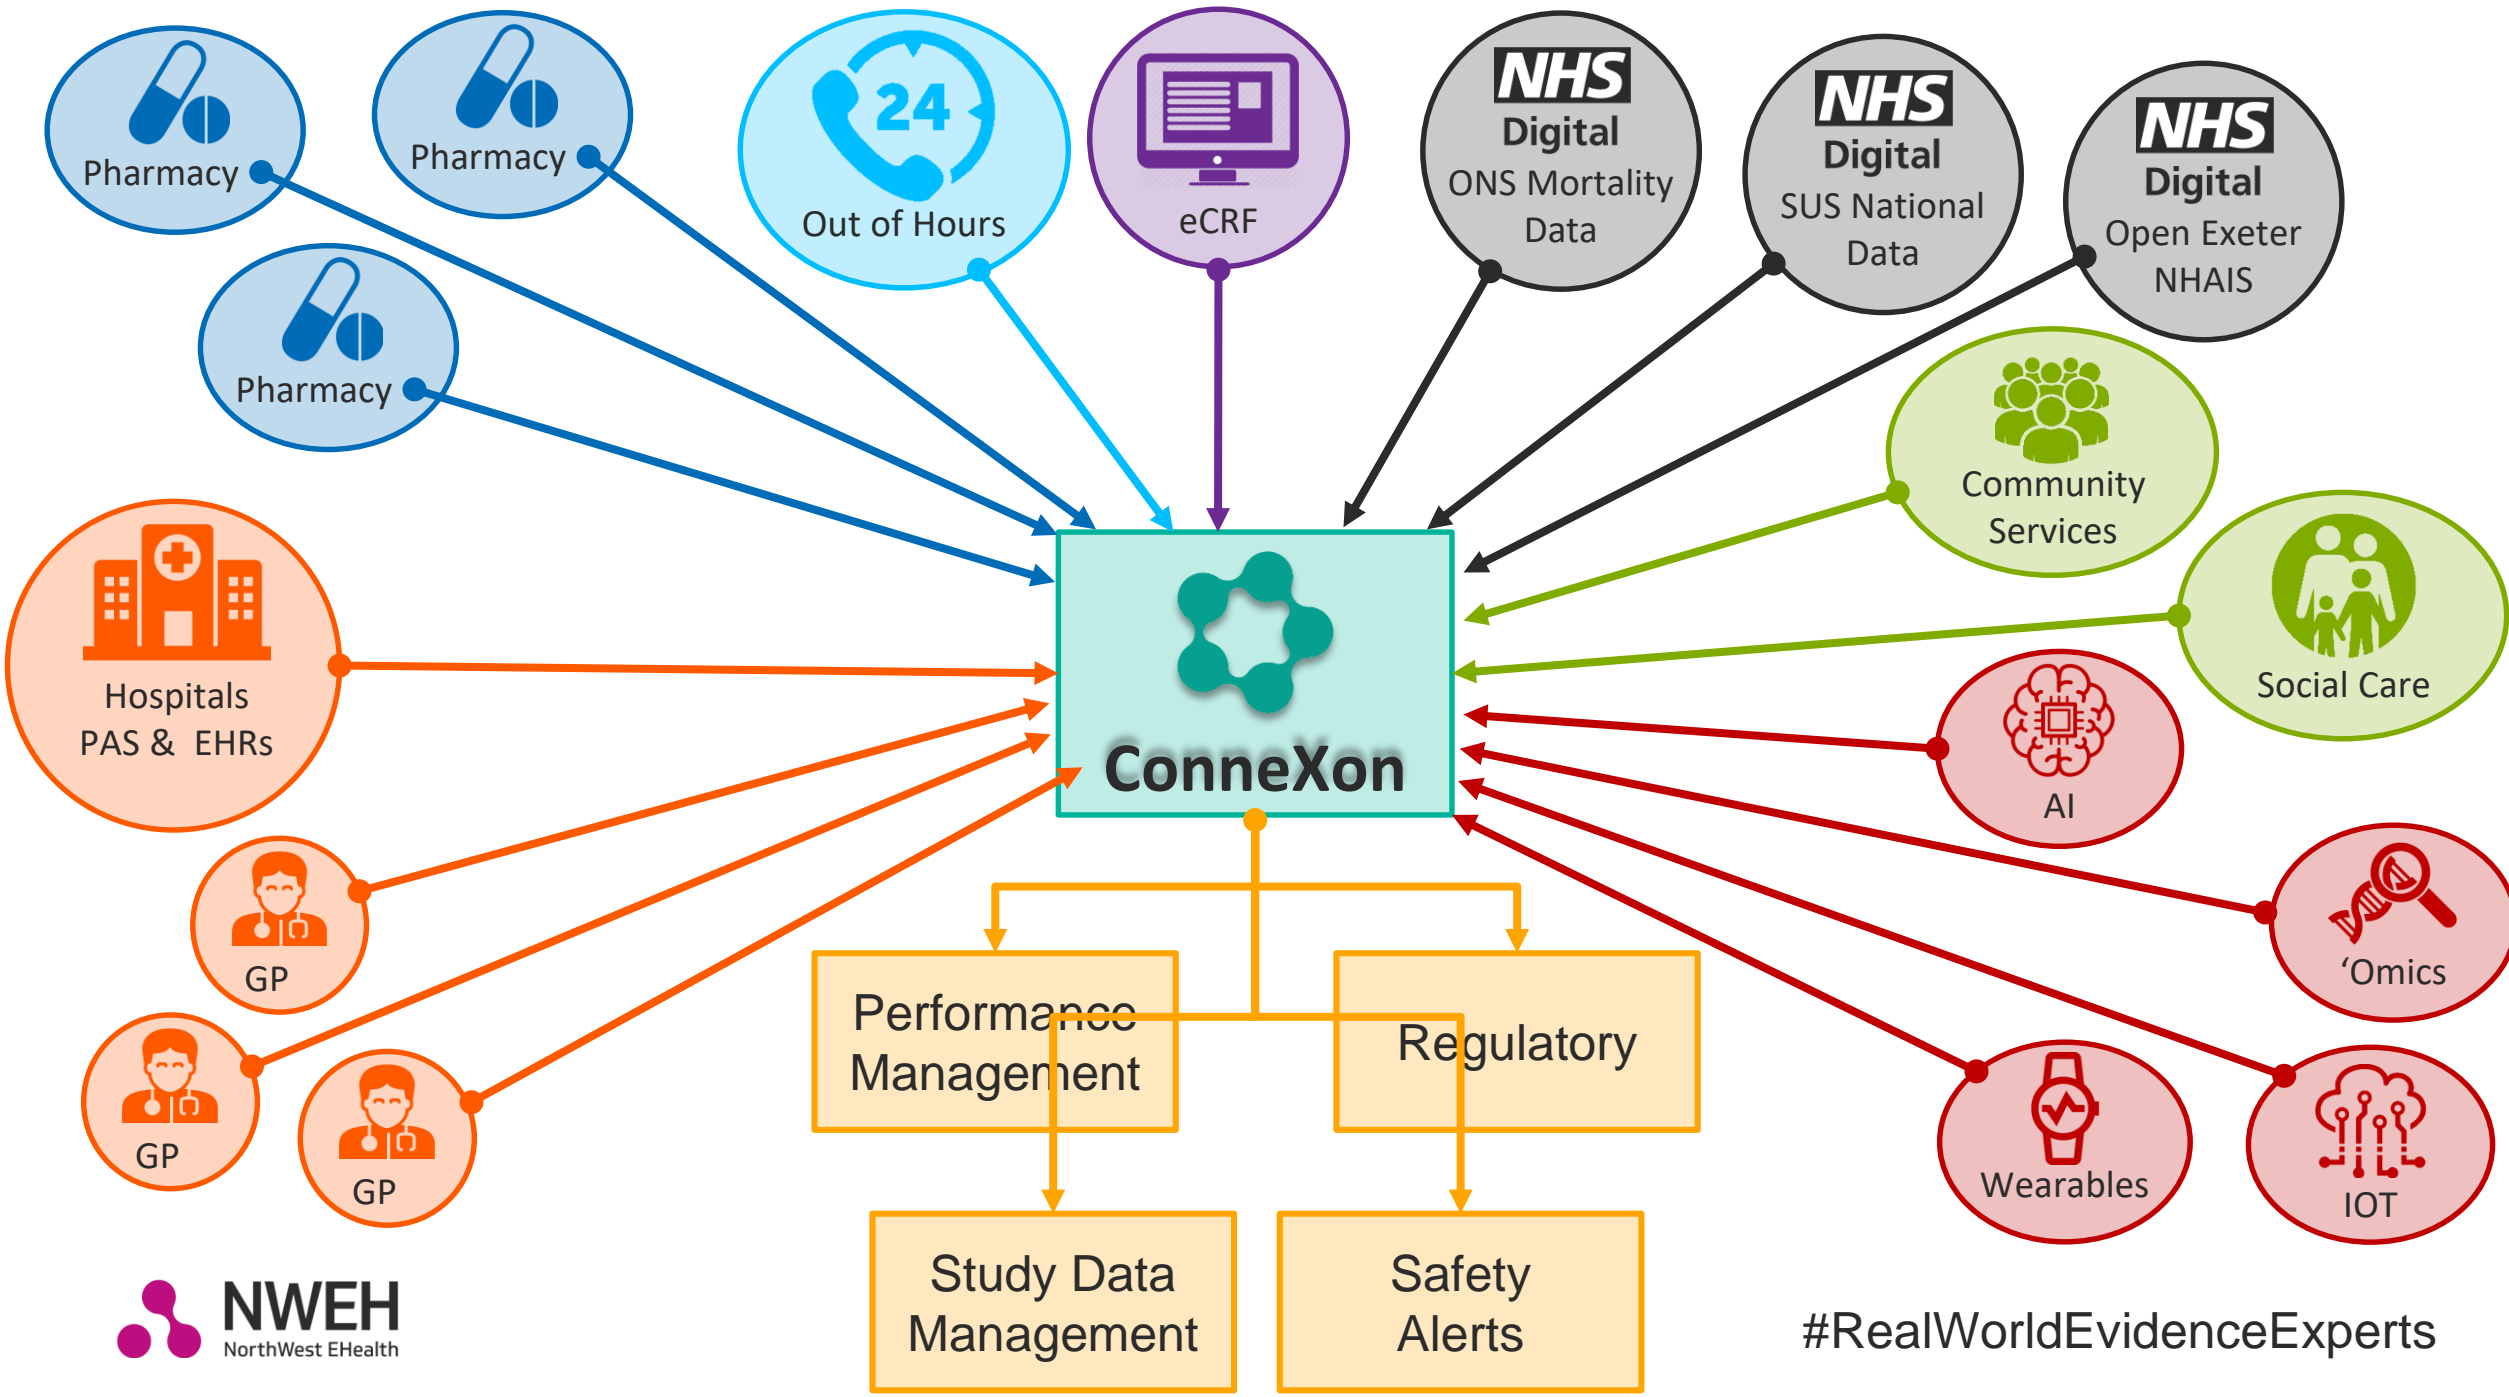 Pharmacy
Pharmacy
24
Out of Hours
eCRF
NHS
Digital
ONS Mortality
Data
NHS
Digital
SUS National
Data
NHS
Digital
Open Exeter
NHAIS
Pharmacy
Community
Services
Social Care
Hospitals
PAS & EHRs
ConneXon
AI
'Omics
GP
GP
GP
Wearables
IOT
Performance
Management
Regulatory
Study Data
Management
Safety
Alerts
NWEH
NorthWest EHealth
#RealWorldEvidenceExperts